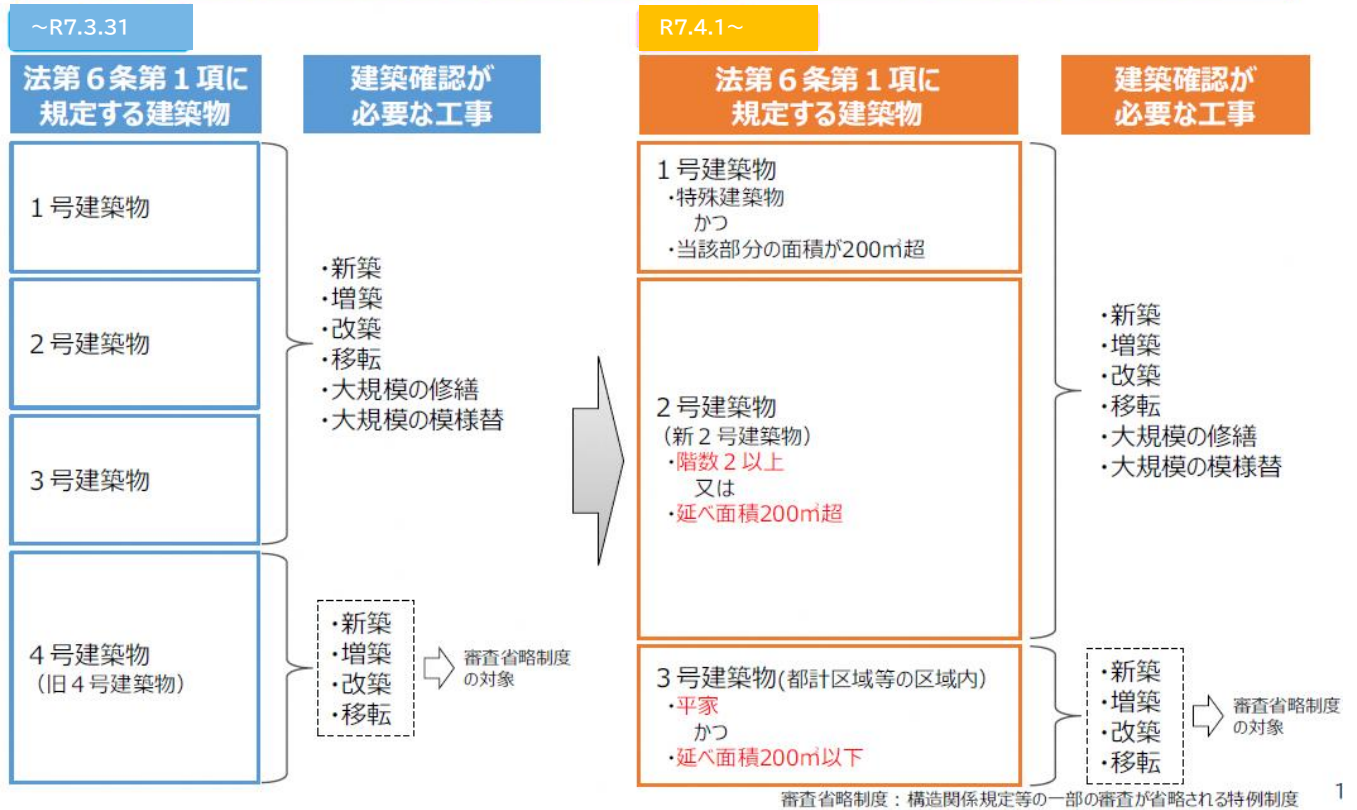 ~R7.3.31
法第6条第1項に
規定する建築物
建築確認が
必要な工事
1号建築物
2号建築物
3号建築物
・新築
・増築
・改築
・移転
・大規模の修繕
・大規模の模様替
4号建築物
(旧4号建築物)
・新築
・増築
・改築
・移転
審査省略制度
の対象
R7.4.1~
法第6条第1項に
規定する建築物
建築確認が
必要な工事
1号建築物
・特殊建築物
かつ
・当該部分の面積が200㎡超
2号建築物
(新2号建築物)
・階数2以上
又は
・延べ面積200㎡超
・新築
・増築
・改築
・移転
・大規模の修繕
・大規模の模様替
3号建築物(都計区域等の区域内)
・平家
かつ
・延べ面積200㎡以下
・新築
・増築
・改築
・移転
審査省略制度
の対象
審査省略制度:構造関係規定等の一部の審査が省略される特例制度
1